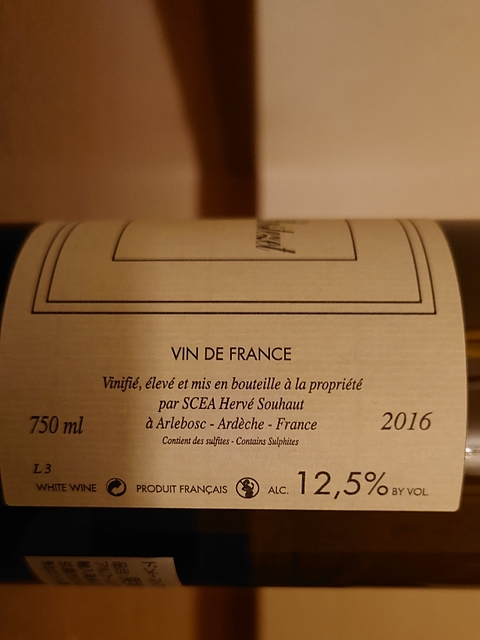 VIN DE FRANCE
Vinifié, élevé et mis en bouteille à la propriété
par SCEA Hervé Souhaut
750 ml
à Arlebosc - Ardèche - France
2016
Contient des sulfites - Contains Sulphites
L3
WHITE WINE
PRODUIT FRANÇAIS
ALC. 12,5% BY VOL.